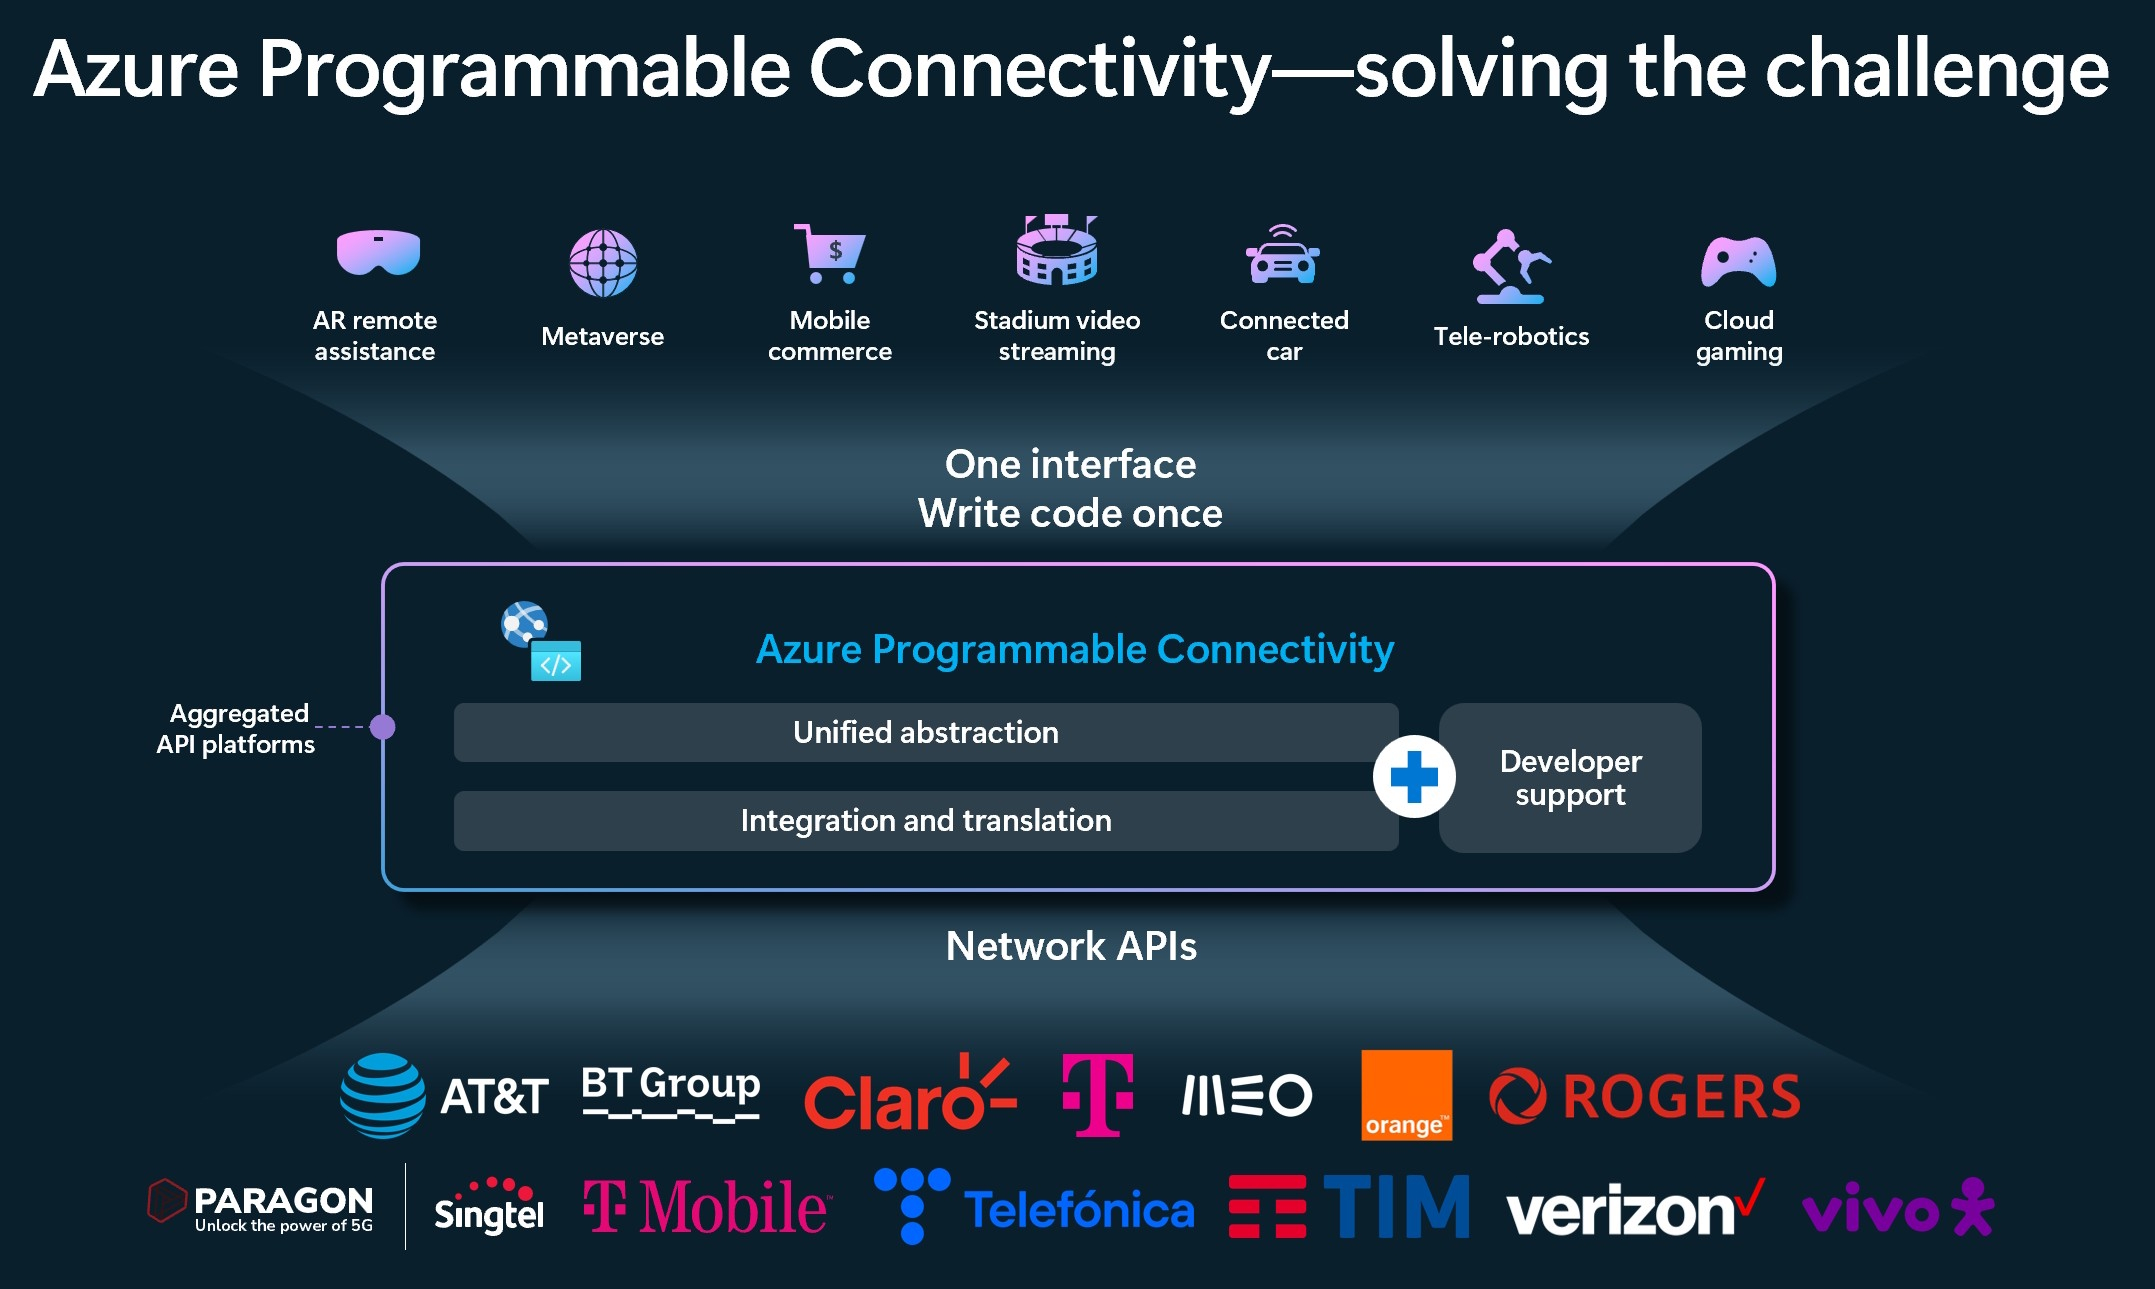 Azure Programmable Connectivity—solving the challenge
$
AR remote
assistance
Metaverse
Mobile
commerce
Stadium video
streaming
Connected
car
Tele-robotics
Cloud
gaming
One interface
Write code once
</>
Azure Programmable Connectivity
Aggregated
API platforms
Unified abstraction
Integration and translation
Developer
support
Network APIs
AT&T
BT Group
Claro
T
MEO
orange™
ROGERS
PARAGON
Unlock the power of 5G
Singtel
T Mobile™
Telefónica
TIM
verizon✓
vivo